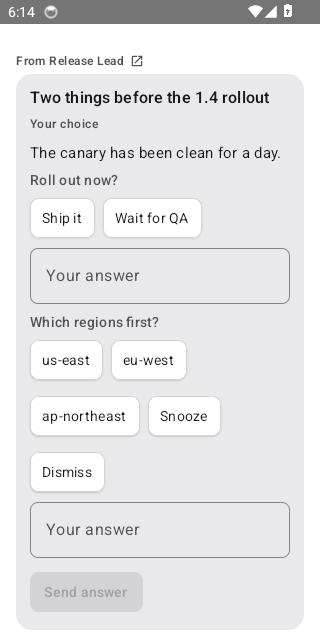 6:14
From Release Lead
Two things before the 1.4 rollout
Your choice
The canary has been clean for a day.
Roll out now?
Ship it
Wait for QA
Your answer
Which regions first?
us-east
eu-west
ap-northeast
Snooze
Dismiss
Your answer
Send answer